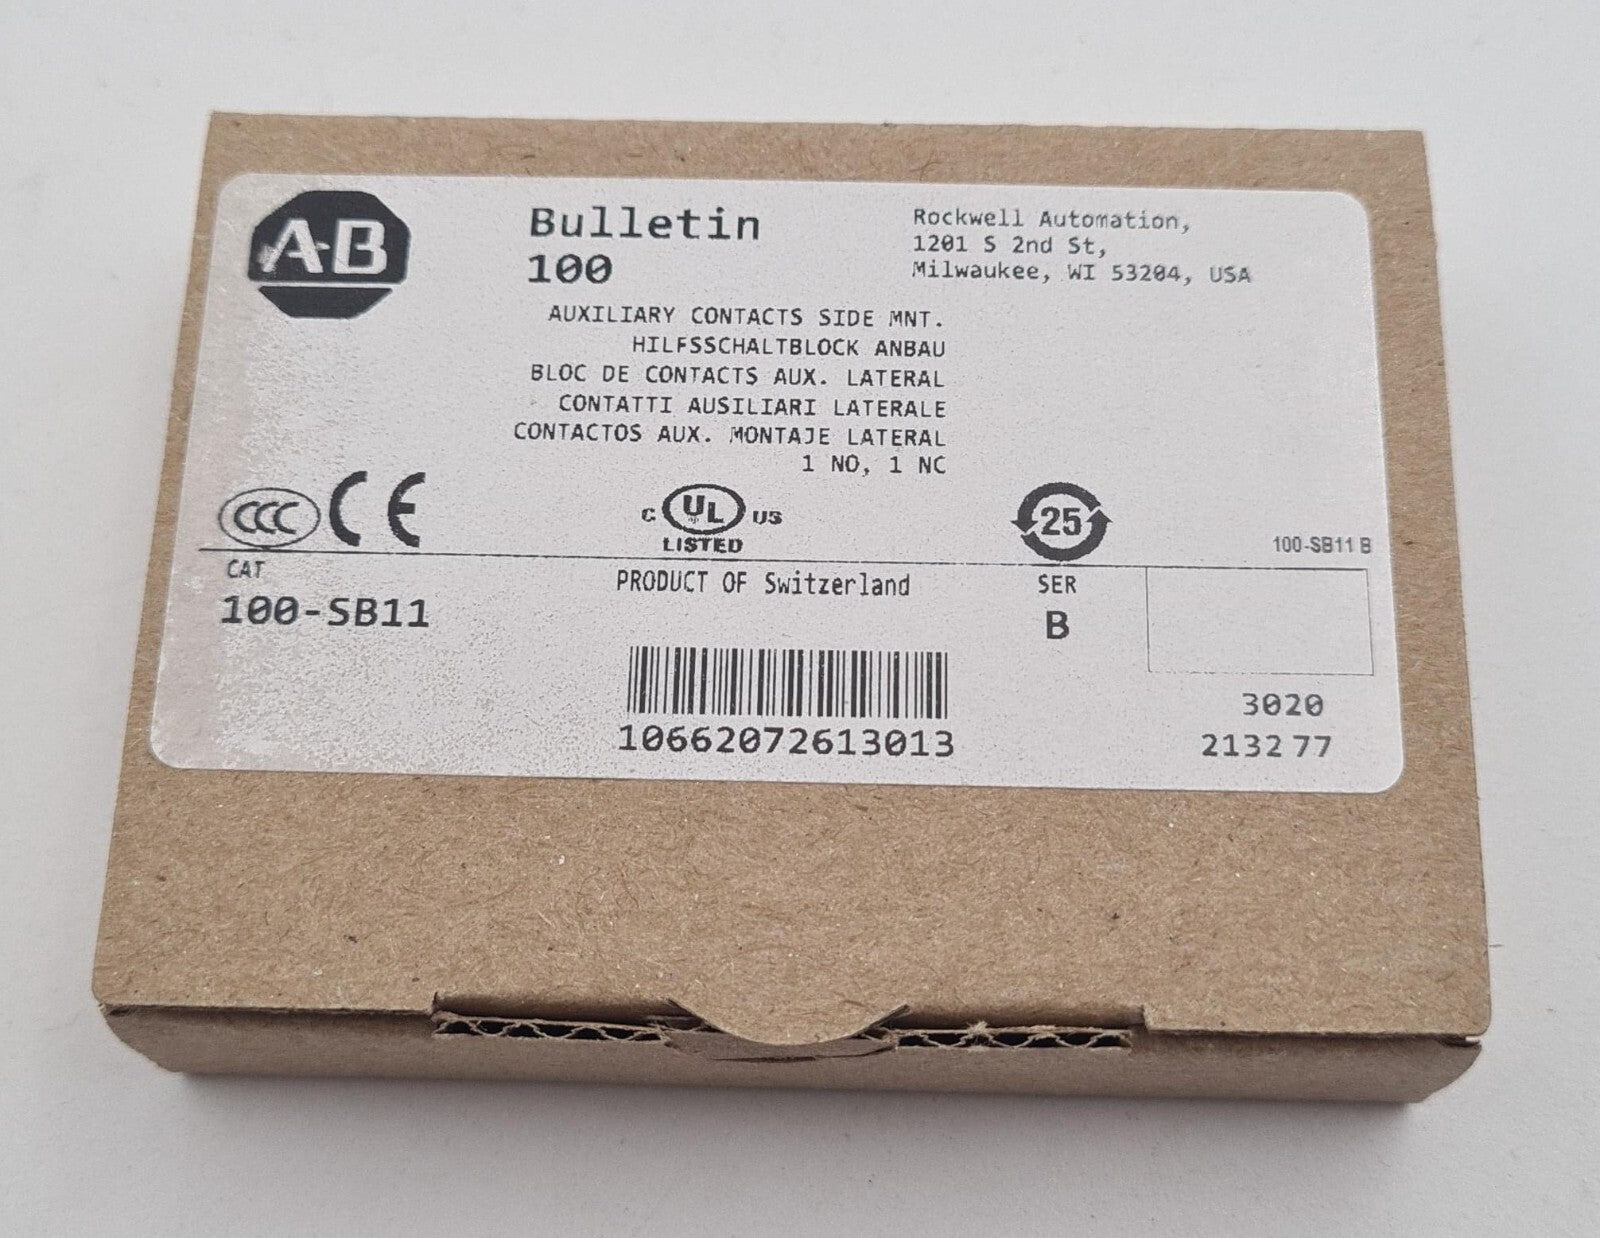 AB
Bulletin
100
Rockwell Automation,
1201 S 2nd St,
Milwaukee, WI 53204, USA
AUXILIARY CONTACTS SIDE MNT.
HILFSSCHALTBLOCK ANBAU
BLOC DE CONTACTS AUX. LATERAL
CONTATTI AUSILIARI LATERALE
CONTACTOS AUX. MONTAJE LATERAL
1 NO, 1 NC
CCC CE
C UL US
LISTED
25
100-SB11 B
CAT
100-SB11
PRODUCT OF Switzerland
SER
B
10662072613013
3020
213277